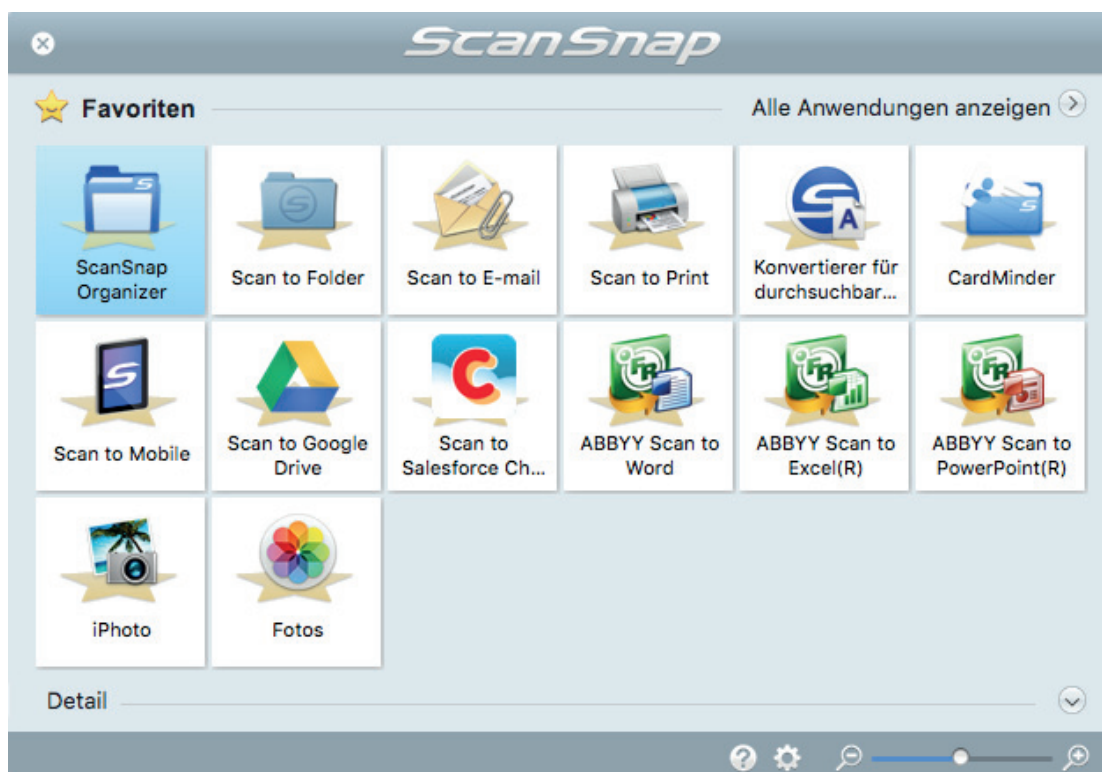 ScanSnap
Favoriten
Alle Anwendungen anzeigen
ScanSnap
Organizer
Scan to Folder
Scan to E-mail
Scan to Print
Konvertierer für
durchsuchbar...
CardMinder
Scan to Mobile
Scan to Google
Drive
Scan to
Salesforce Ch...
ABBYY Scan to
Word
ABBYY Scan to
Excel(R)
ABBYY Scan to
PowerPoint(R)
iPhoto
Fotos
Detail